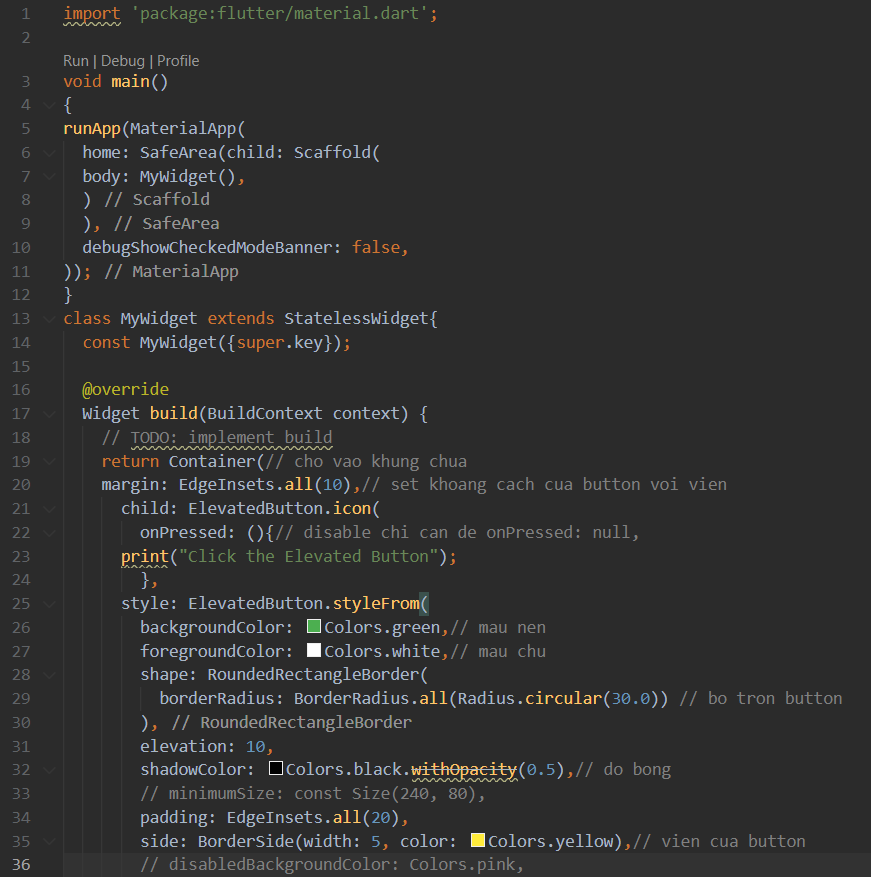 1 import 'package:flutter/material.dart';
2
Run | Debug | Profile
3 void main()
4 {
5 runApp(MaterialApp(
6   home: SafeArea(child: Scaffold(
7   body: MyWidget(),
8   ) // Scaffold
9   ), // SafeArea
10   debugShowCheckedModeBanner: false,
11 )); // MaterialApp
12 }
13 class MyWidget extends StatelessWidget{
14   const MyWidget({super.key});
15
16   @override
17   Widget build(BuildContext context) {
18     // TODO: implement build
19     return Container(// cho vao khung chua
20     margin: EdgeInsets.all(10),// set khoang cach cua button voi vien
21       child: ElevatedButton.icon(
22         onPressed: (){// disable chi can de onPressed: null,
23       print("Click the Elevated Button");
24         },
25       style: ElevatedButton.styleFrom(
26         backgroundColor: Colors.green,// mau nen
27         foregroundColor: Colors.white,// mau chu
28         shape: RoundedRectangleBorder(
29           borderRadius: BorderRadius.all(Radius.circular(30.0)) // bo tron button
30         ), // RoundedRectangleBorder
31         elevation: 10,
32         shadowColor: Colors.black.withOpacity(0.5),// do bong
33         // minimumSize: const Size(240, 80),
34         padding: EdgeInsets.all(20),
35         side: BorderSide(width: 5, color: Colors.yellow),// vien cua button
36         // disabledBackgroundColor: Colors.pink,